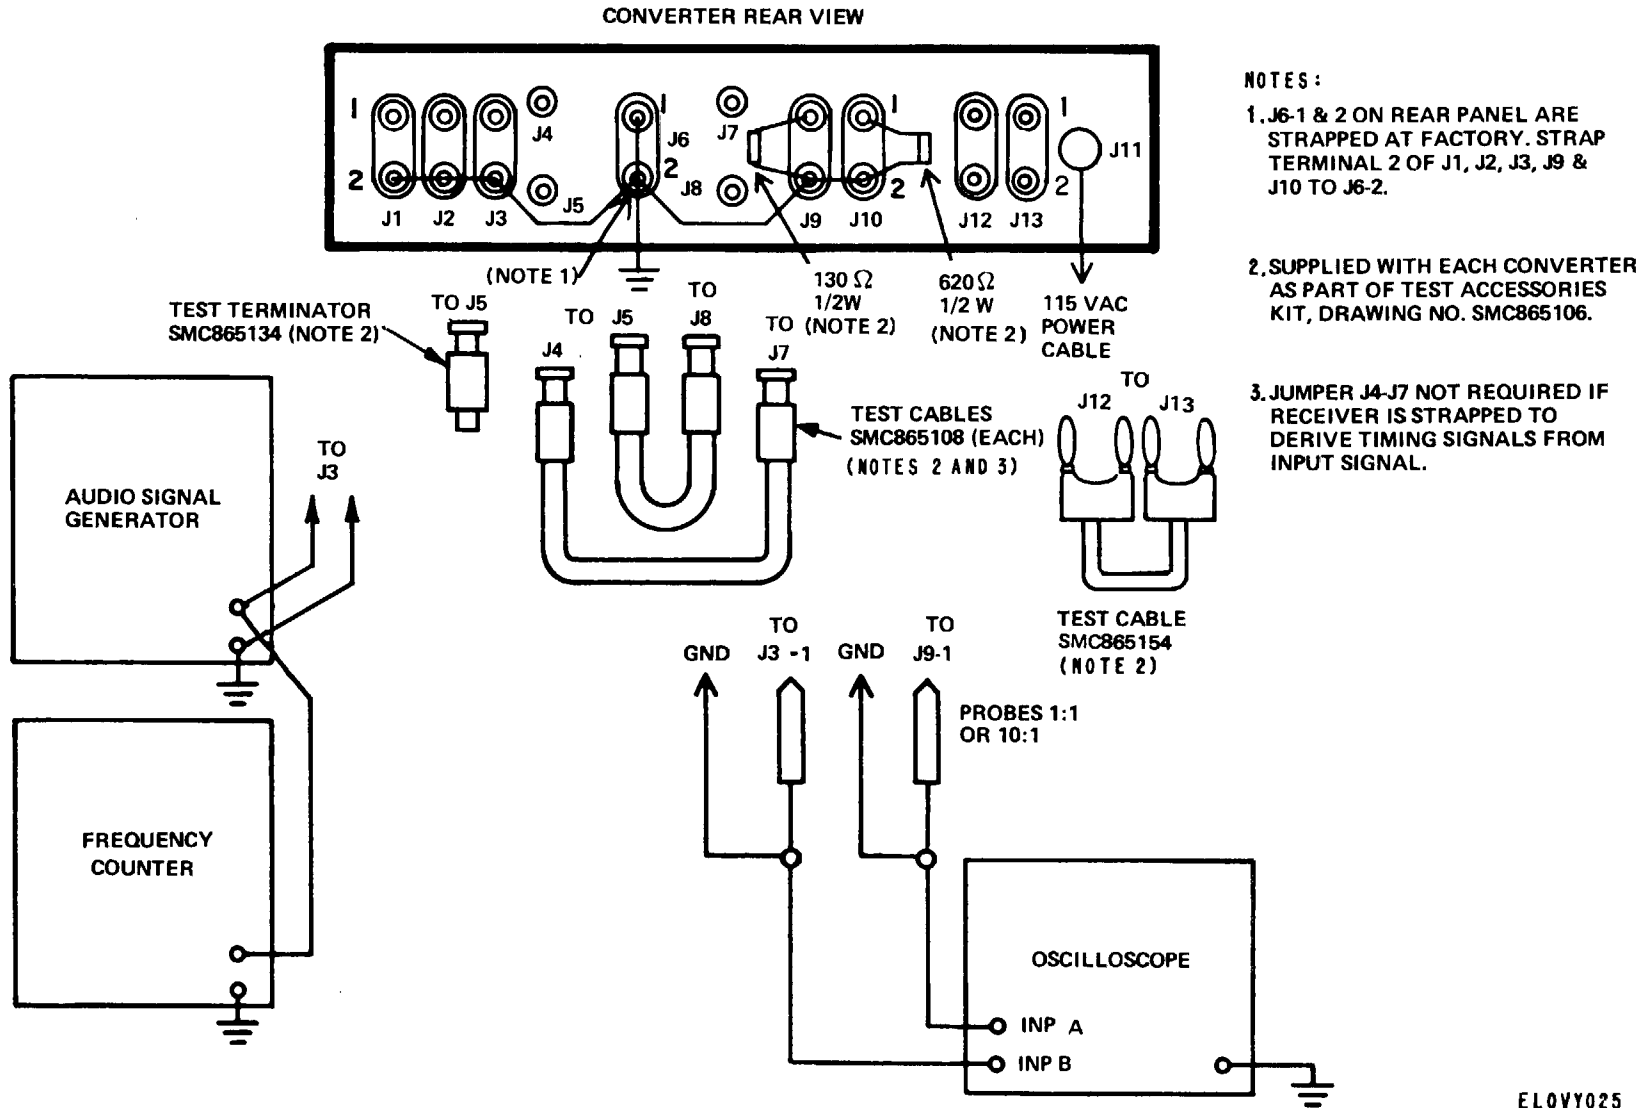 CONVERTER REAR VIEW
1
2
J1
J2
J3
J4
J5
1
J6
2
J7
J8
J9
J10
1
2
J12
J13
1
2
J11
(NOTE 1)
130 Ω
1/2W
(NOTE 2)
620 Ω
1/2 W
(NOTE 2)
115 VAC
POWER
CABLE
NOTES:
1. J6-1 & 2 ON REAR PANEL ARE
STRAPPED AT FACTORY. STRAP
TERMINAL 2 OF J1, J2, J3, J9 &
J10 TO J6-2.
2. SUPPLIED WITH EACH CONVERTER
AS PART OF TEST ACCESSORIES
KIT, DRAWING NO. SMC865106.
3. JUMPER J4-J7 NOT REQUIRED IF
RECEIVER IS STRAPPED TO
DERIVE TIMING SIGNALS FROM
INPUT SIGNAL.
TEST TERMINATOR
SMC865134 (NOTE 2)
TO J5
TO
J4
J5
TO
J8
TO
J7
TEST CABLES
SMC865108 (EACH)
(NOTES 2 AND 3)
TO
J12
J13
TEST CABLE
SMC865154
(NOTE 2)
AUDIO SIGNAL
GENERATOR
TO
J3
FREQUENCY
COUNTER
GND
TO
J3 -1
GND
TO
J9-1
PROBES 1:1
OR 10:1
OSCILLOSCOPE
INP A
INP B
ELOVY025